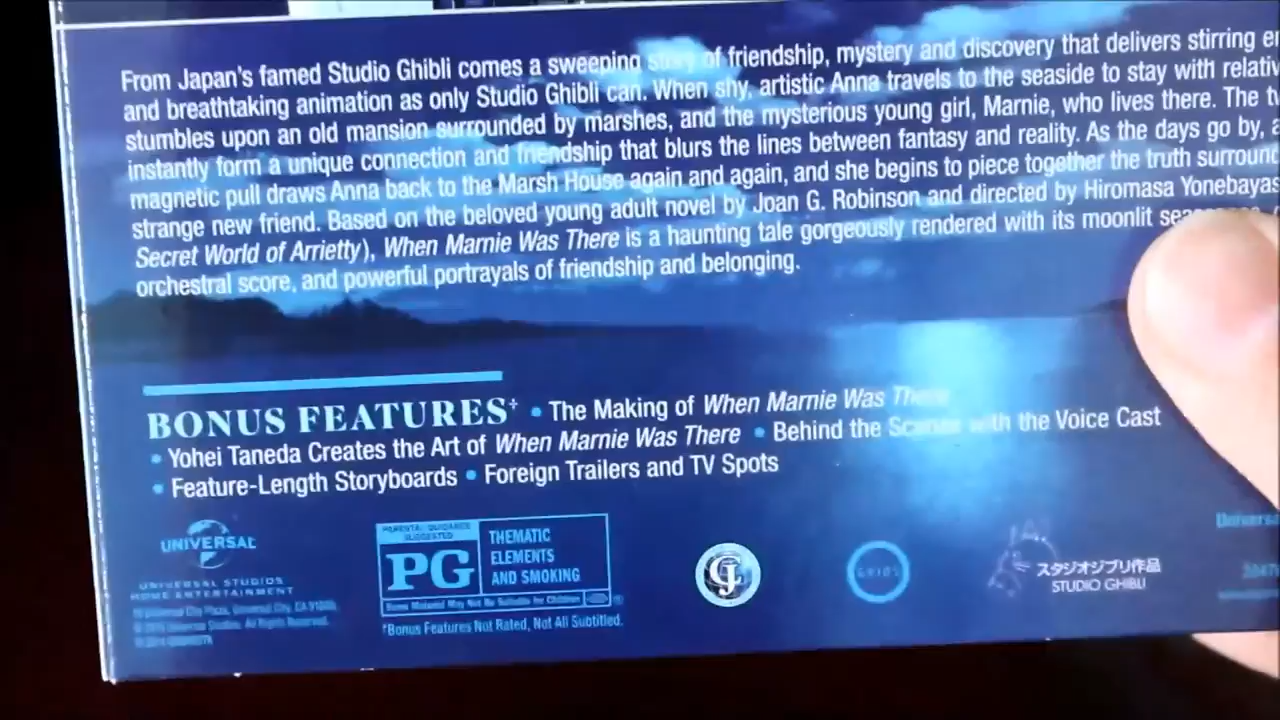 From Japan's famed Studio Ghibli comes a sweeping story of friendship, mystery and discovery that delivers stirring
and breathtaking animation as only Studio Ghibli can. When shy, artistic Anna travels to the seaside to stay with
stumbles upon an old mansion surrounded by marshes, and the mysterious young girl, Marnie, who lives there. The
instantly form a unique connection and friendship that blurs the lines between fantasy and reality. As the days go by,
magnetic pull draws Anna back to the Marsh House again and again, and she begins to piece together the truth
strange new friend. Based on the beloved young adult novel by Joan G. Robinson and directed by Hiromasa
Secret World of Arrietty), When Marnie Was There is a haunting tale gorgeously rendered with its moonlit
orchestral score, and powerful portrayals of friendship and belonging.
BONUS FEATURES† • The Making of When Marnie Was There
• Yohei Taneda Creates the Art of When Marnie Was There • Behind the Scenes with the Voice Cast
• Feature-Length Storyboards • Foreign Trailers and TV Spots
UNIVERSAL
UNIVERSAL STUDIOS
HOME ENTERTAINMENT
PARENTAL GUIDANCE SUGGESTED
PG
THEMATIC
ELEMENTS
AND SMOKING
Some Material May Not Be Suitable for Children
*Bonus Features Not Rated, Not All Subtitled.
GKIDS
スタジオジブリ作品
STUDIO GHIBLI